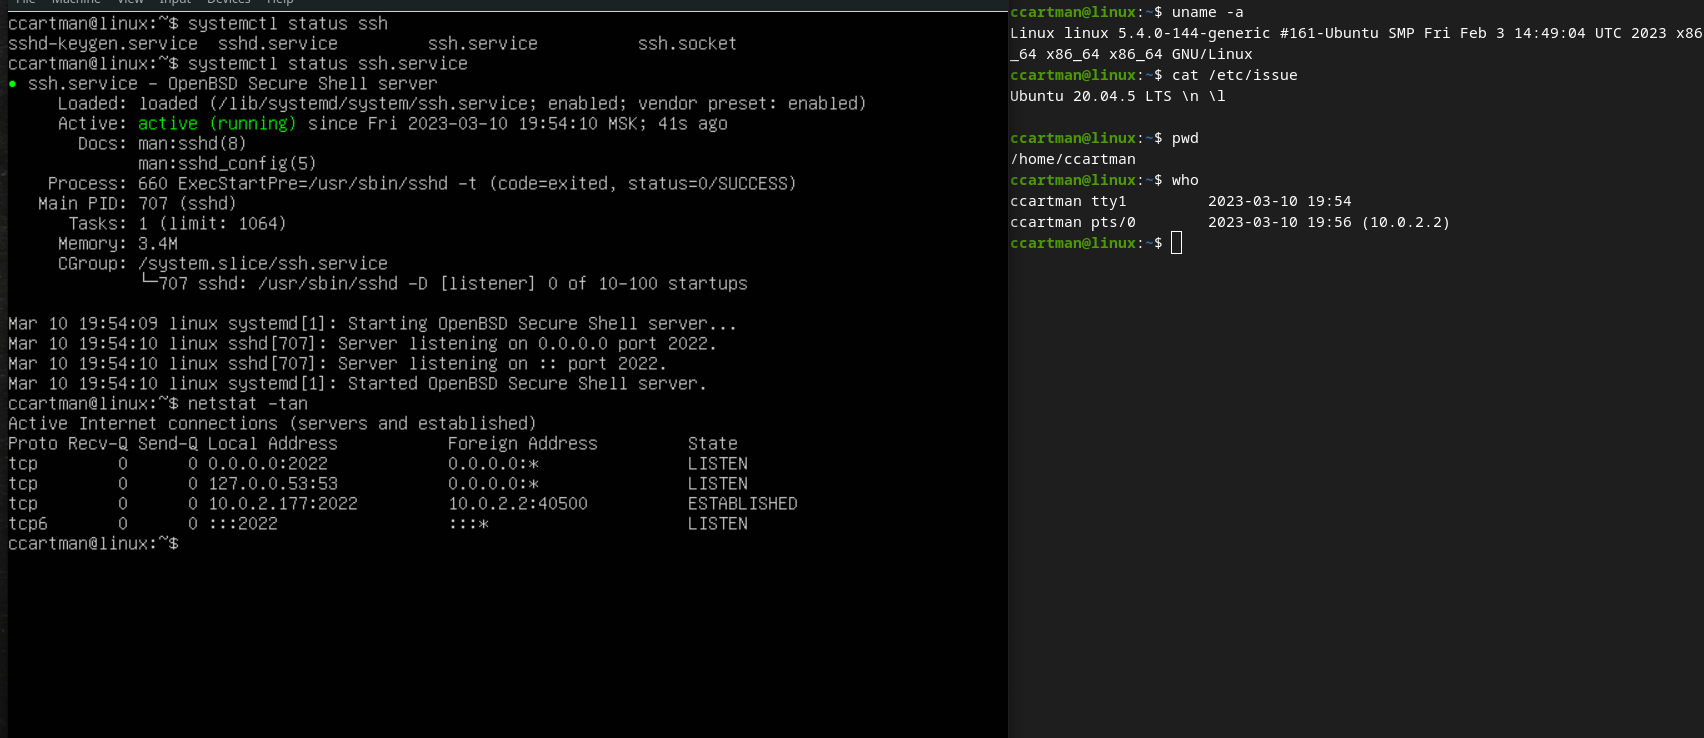 File Machine View Input Devices Help
ccartman@linux:~$ systemctl status ssh
sshd-keygen.service  sshd.service         ssh.service          ssh.socket
ccartman@linux:~$ systemctl status ssh.service
● ssh.service – OpenBSD Secure Shell server
     Loaded: loaded (/lib/systemd/system/ssh.service; enabled; vendor preset: enabled)
     Active: active (running) since Fri 2023-03-10 19:54:10 MSK; 41s ago
       Docs: man:sshd(8)
             man:sshd_config(5)
    Process: 660 ExecStartPre=/usr/sbin/sshd -t (code=exited, status=0/SUCCESS)
   Main PID: 707 (sshd)
      Tasks: 1 (limit: 1064)
     Memory: 3.4M
     CGroup: /system.slice/ssh.service
             └─707 sshd: /usr/sbin/sshd -D [listener] 0 of 10-100 startups

Mar 10 19:54:09 linux systemd[1]: Starting OpenBSD Secure Shell server...
Mar 10 19:54:10 linux sshd[707]: Server listening on 0.0.0.0 port 2022.
Mar 10 19:54:10 linux sshd[707]: Server listening on :: port 2022.
Mar 10 19:54:10 linux systemd[1]: Started OpenBSD Secure Shell server.
ccartman@linux:~$ netstat -tan
Active Internet connections (servers and established)
Proto Recv-Q Send-Q Local Address           Foreign Address         State
tcp        0      0 0.0.0.0:2022            0.0.0.0:*               LISTEN
tcp        0      0 127.0.0.53:53           0.0.0.0:*               LISTEN
tcp        0      0 10.0.2.177:2022         10.0.2.2:40500          ESTABLISHED
tcp6       0      0 :::2022                 :::*                    LISTEN
ccartman@linux:~$
ccartman@linux:~$ uname -a
Linux linux 5.4.0-144-generic #161-Ubuntu SMP Fri Feb 3 14:49:04 UTC 2023 x86
_64 x86_64 x86_64 GNU/Linux
ccartman@linux:~$ cat /etc/issue
Ubuntu 20.04.5 LTS \n \l

ccartman@linux:~$ pwd
/home/ccartman
ccartman@linux:~$ who
ccartman tty1         2023-03-10 19:54
ccartman pts/0        2023-03-10 19:56 (10.0.2.2)
ccartman@linux:~$